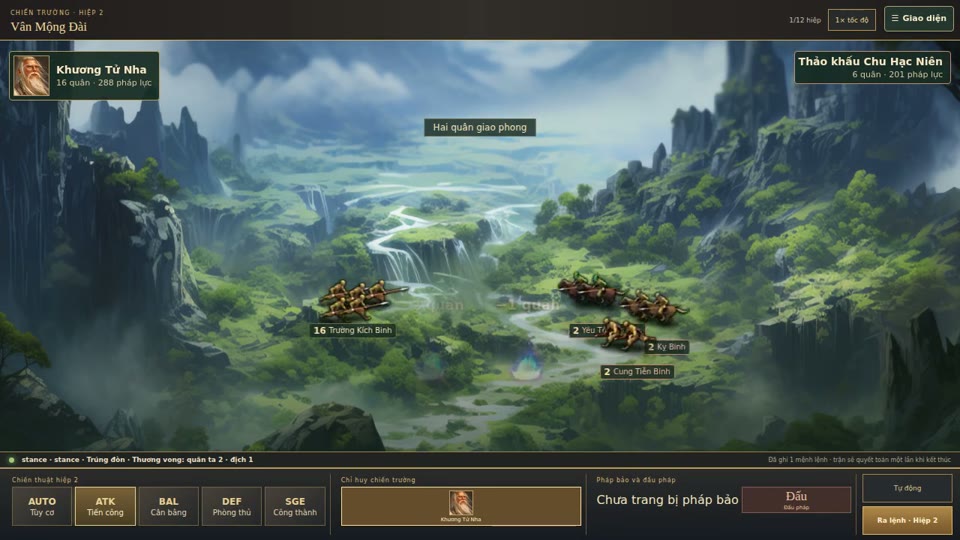 CHIẾN TRƯỜNG · HIỆP 2
Vân Mộng Đài
1/12 hiệp
1× tốc độ
☰ Giao diện
Khương Tử Nha
16 quân · 288 pháp lực
Thảo khấu Chu Hạc Niên
6 quân · 201 pháp lực
Hai quân giao phong
quân
1 quân
16 Trường Kích Binh
2 Yêu
2 Kỵ Binh
2 Cung Tiễn Binh
stance · stance · Trúng đòn · Thương vong: quân ta 2 · địch 1
Đã ghi 1 mệnh lệnh · trận sẽ quyết toán một lần khi kết thúc
Chiến thuật hiệp 2
AUTO
Tùy cơ
ATK
Tiến công
BAL
Cân bằng
DEF
Phòng thủ
SGE
Công thành
Chỉ huy chiến trường
Khương Tử Nha
Pháp bảo và đấu pháp
Chưa trang bị pháp bảo
Đấu
Đấu pháp
Tự động
Ra lệnh · Hiệp 2